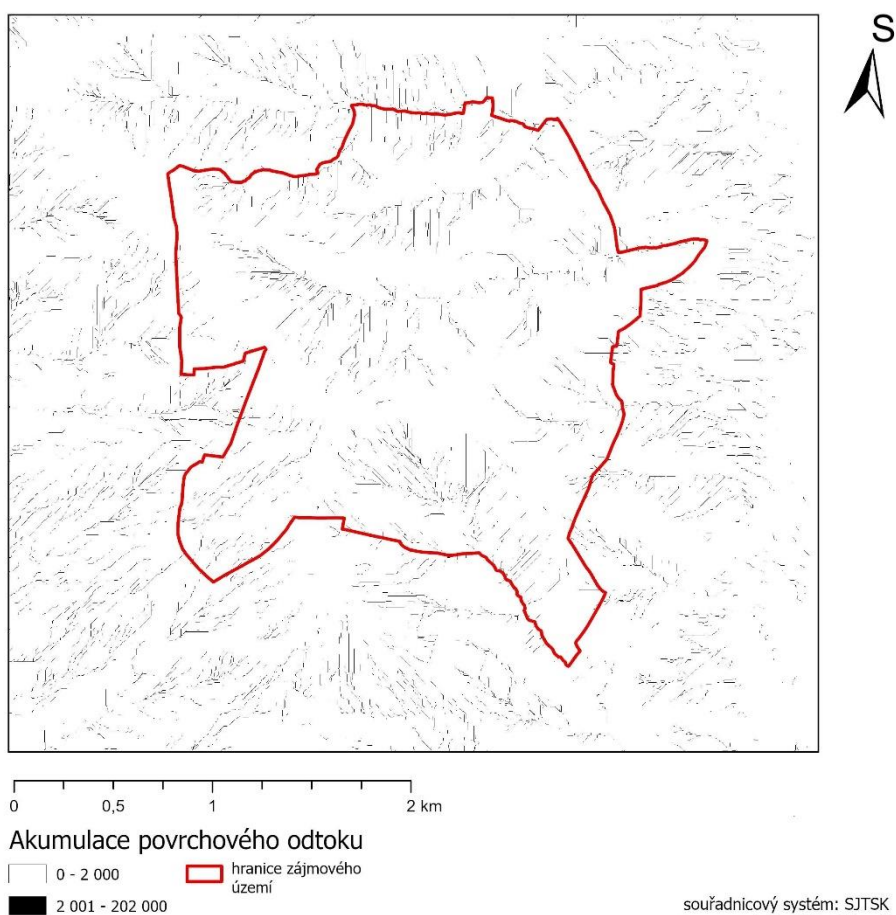 S
0 0,5 1 2 km
Akumulace povrchového odtoku
0 - 2 000
hranice zájmového
území
2 001 - 202 000
souřadnicový systém: SJTSK